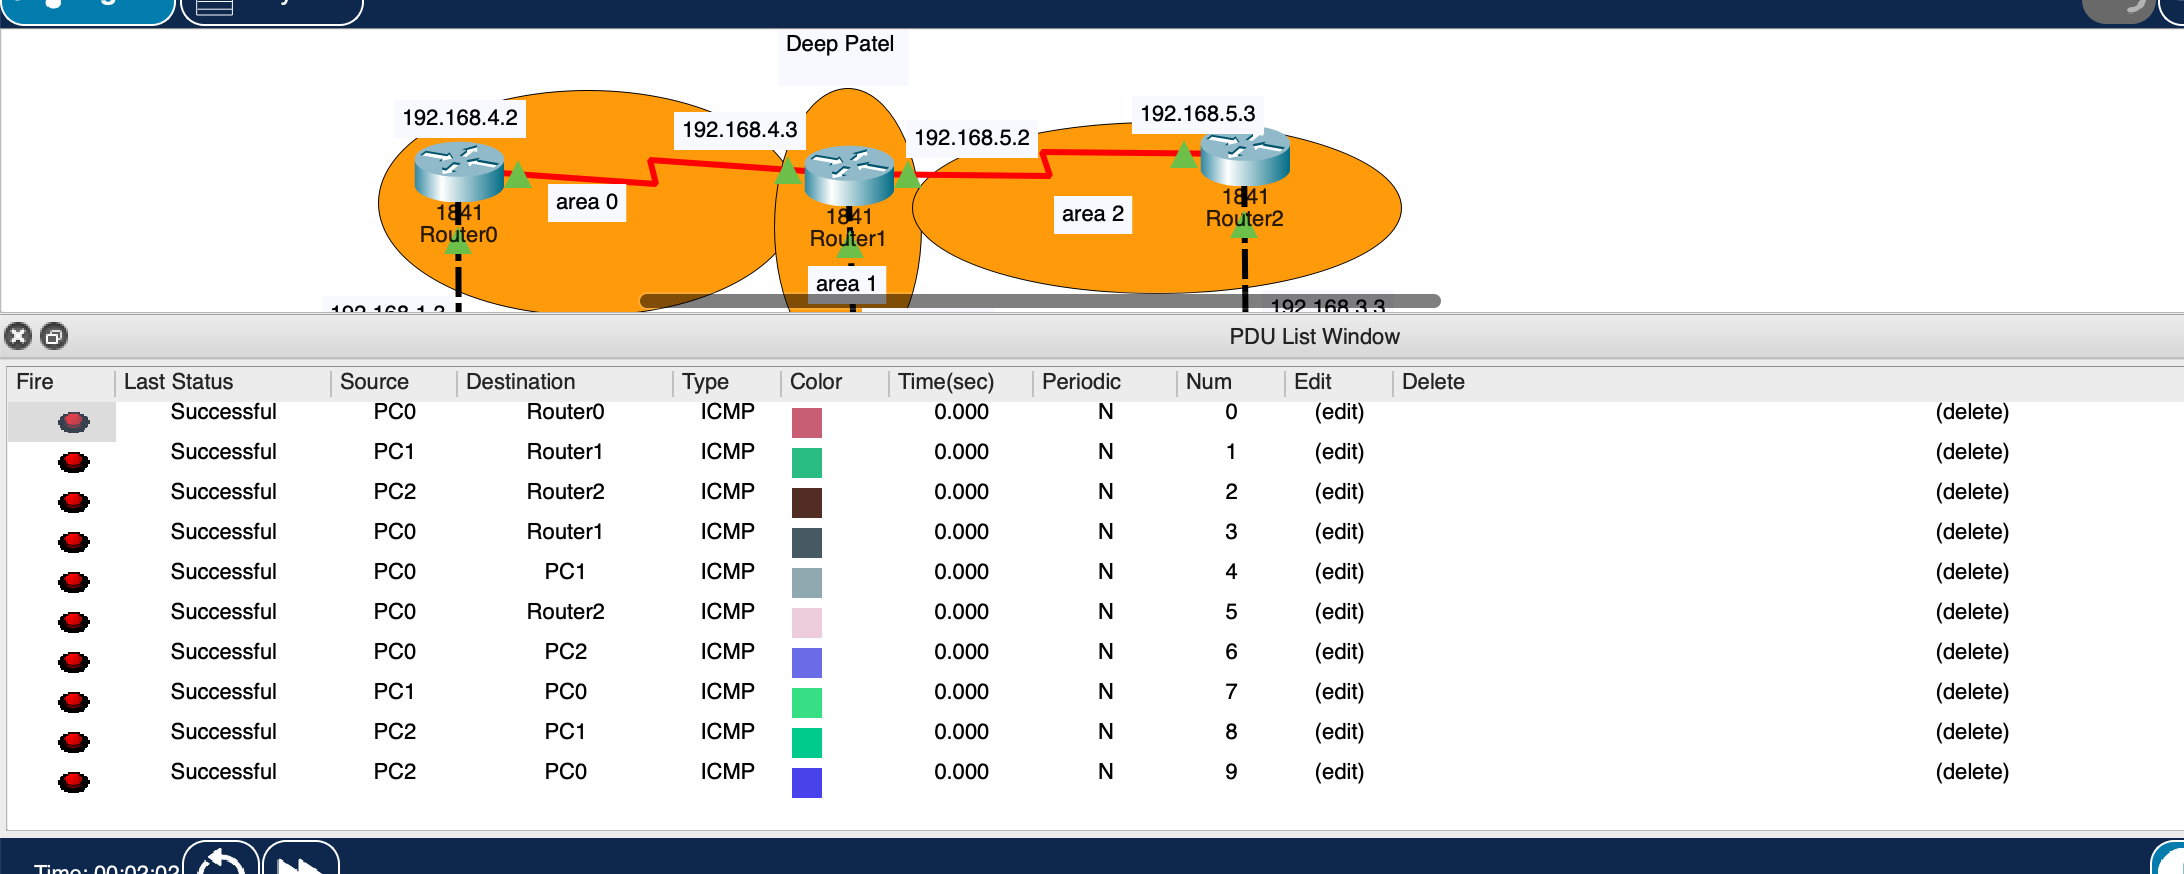 Deep Patel
192.168.4.2
192.168.4.3
192.168.5.2
192.168.5.3
area 0
area 2
1841
Router0
1841
Router1
1841
Router2
area 1
192.168.3.3
PDU List Window
Fire Last Status Source Destination Type Color Time(sec) Periodic Num Edit Delete
Successful PC0 Router0 ICMP 0.000 N 0 (edit) (delete)
Successful PC1 Router1 ICMP 0.000 N 1 (edit) (delete)
Successful PC2 Router2 ICMP 0.000 N 2 (edit) (delete)
Successful PC0 Router1 ICMP 0.000 N 3 (edit) (delete)
Successful PC0 PC1 ICMP 0.000 N 4 (edit) (delete)
Successful PC0 Router2 ICMP 0.000 N 5 (edit) (delete)
Successful PC0 PC2 ICMP 0.000 N 6 (edit) (delete)
Successful PC1 PC0 ICMP 0.000 N 7 (edit) (delete)
Successful PC2 PC1 ICMP 0.000 N 8 (edit) (delete)
Successful PC2 PC0 ICMP 0.000 N 9 (edit) (delete)
Time: 00:02:02